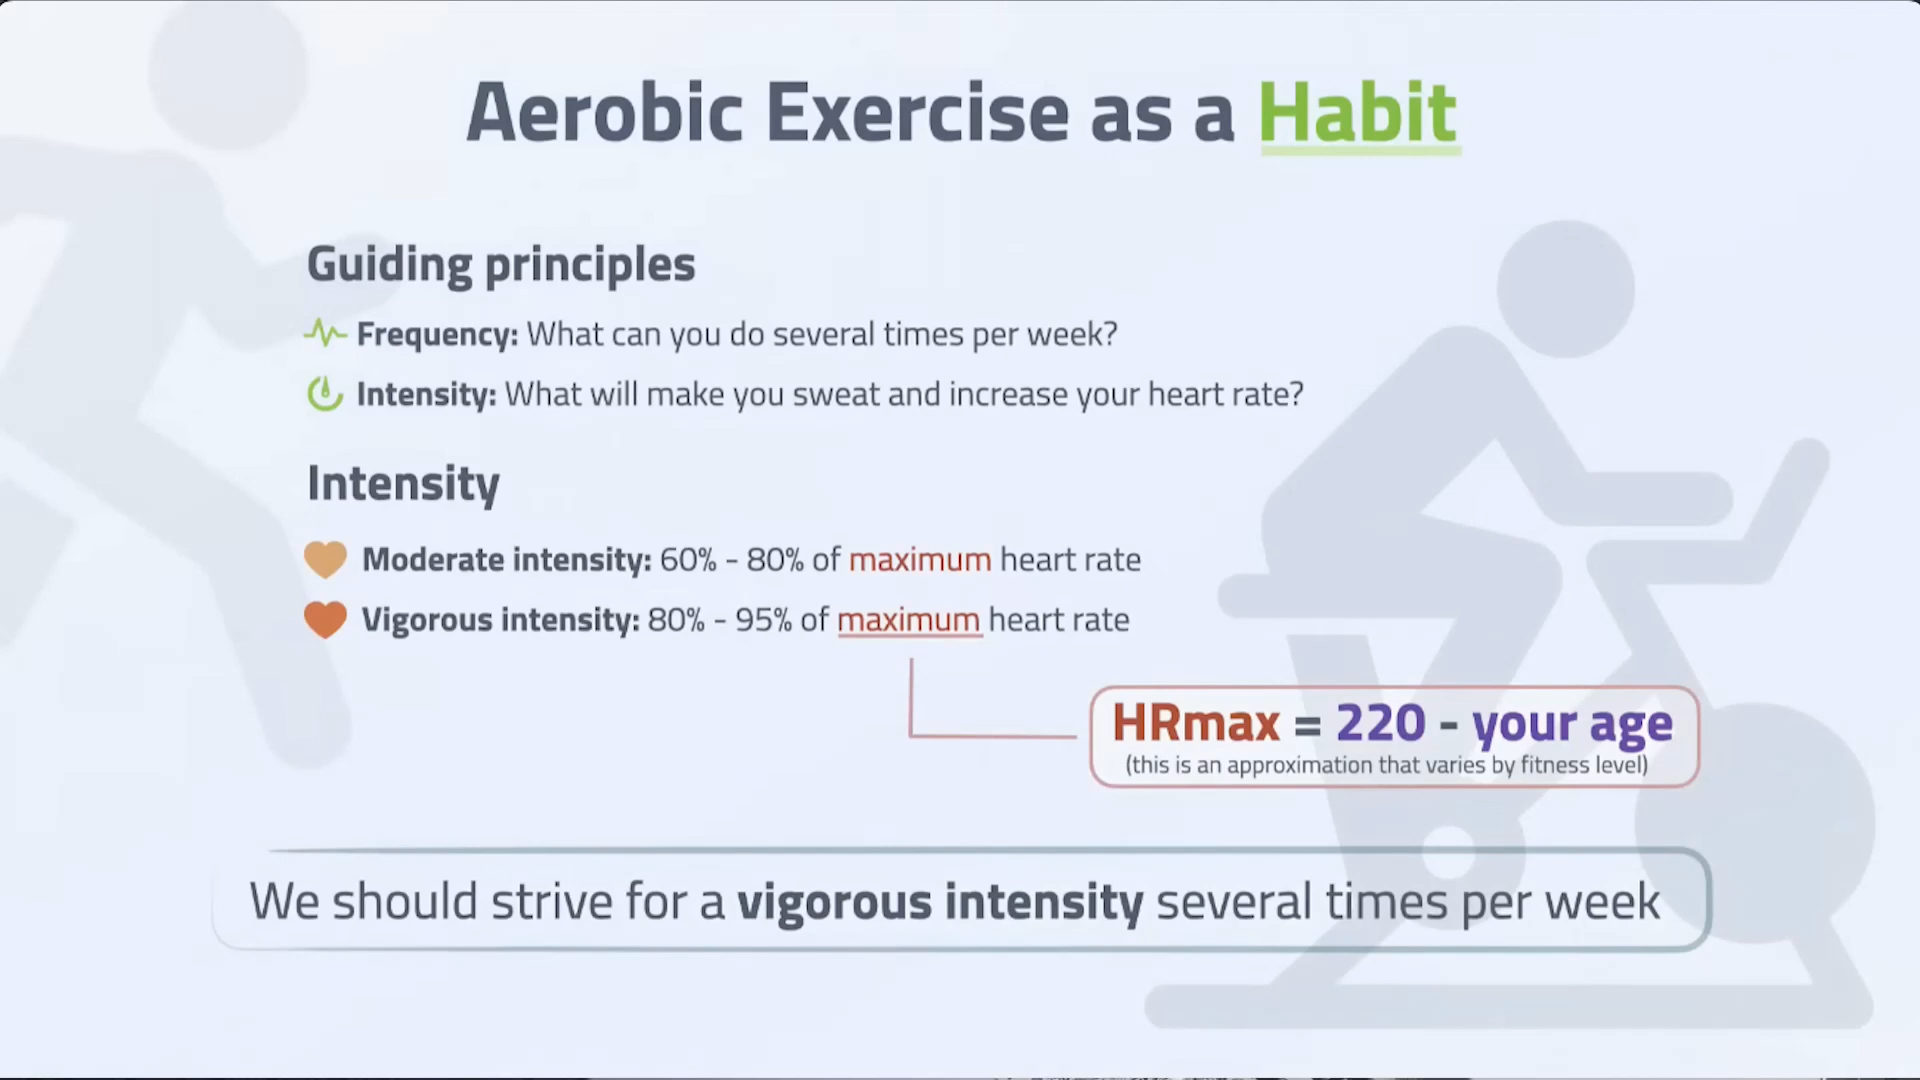 Aerobic Exercise as a Habit
Guiding principles
Frequency: What can you do several times per week?
Intensity: What will make you sweat and increase your heart rate?
Intensity
Moderate intensity: 60% - 80% of maximum heart rate
Vigorous intensity: 80% - 95% of maximum heart rate
HRmax = 220 - your age
(this is an approximation that varies by fitness level)
We should strive for a vigorous intensity several times per week